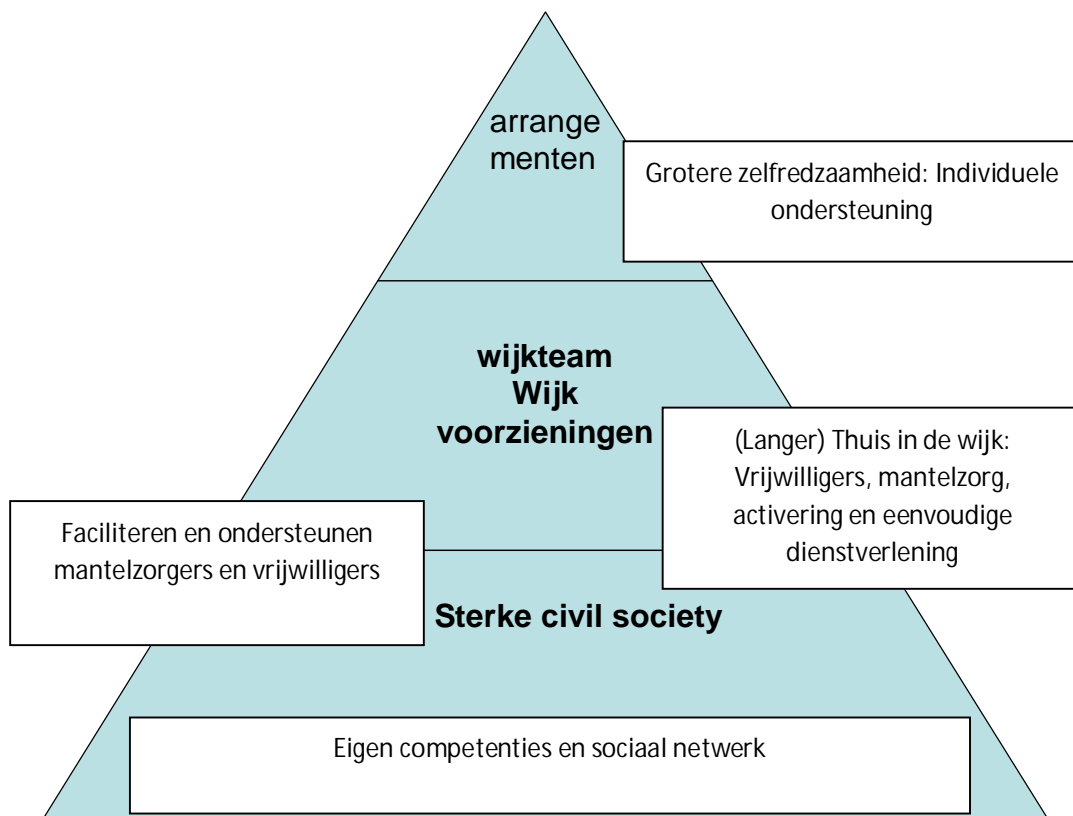 arrange
menten
Grotere zelfredzaamheid: Individuele
ondersteuning
wijkteam
Wijk
voorzieningen
(Langer) Thuis in de wijk:
Vrijwilligers, mantelzorg,
activering en eenvoudige
dienstverlening
Faciliteren en ondersteunen
mantelzorgers en vrijwilligers
Sterke civil society
Eigen competenties en sociaal netwerk